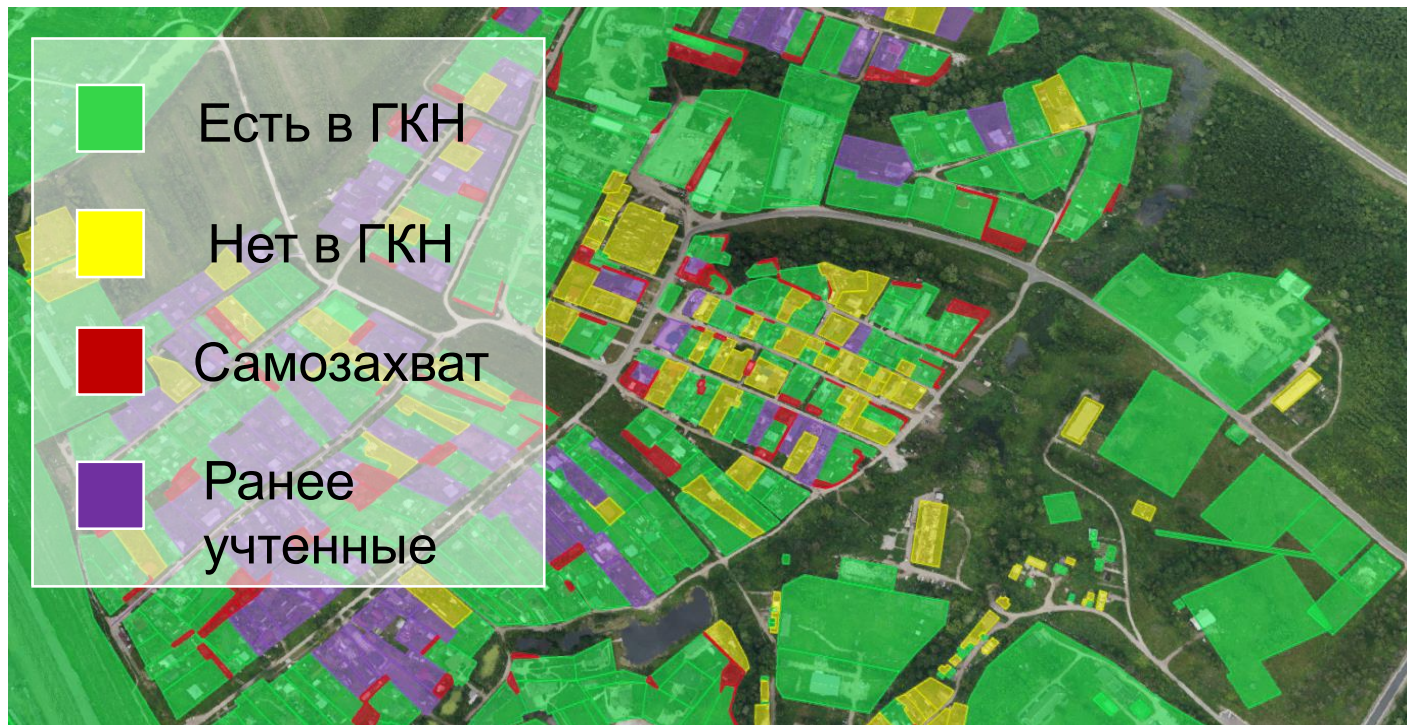 Есть в ГКН
Нет в ГКН
Самозахват
Ранее
учтенные